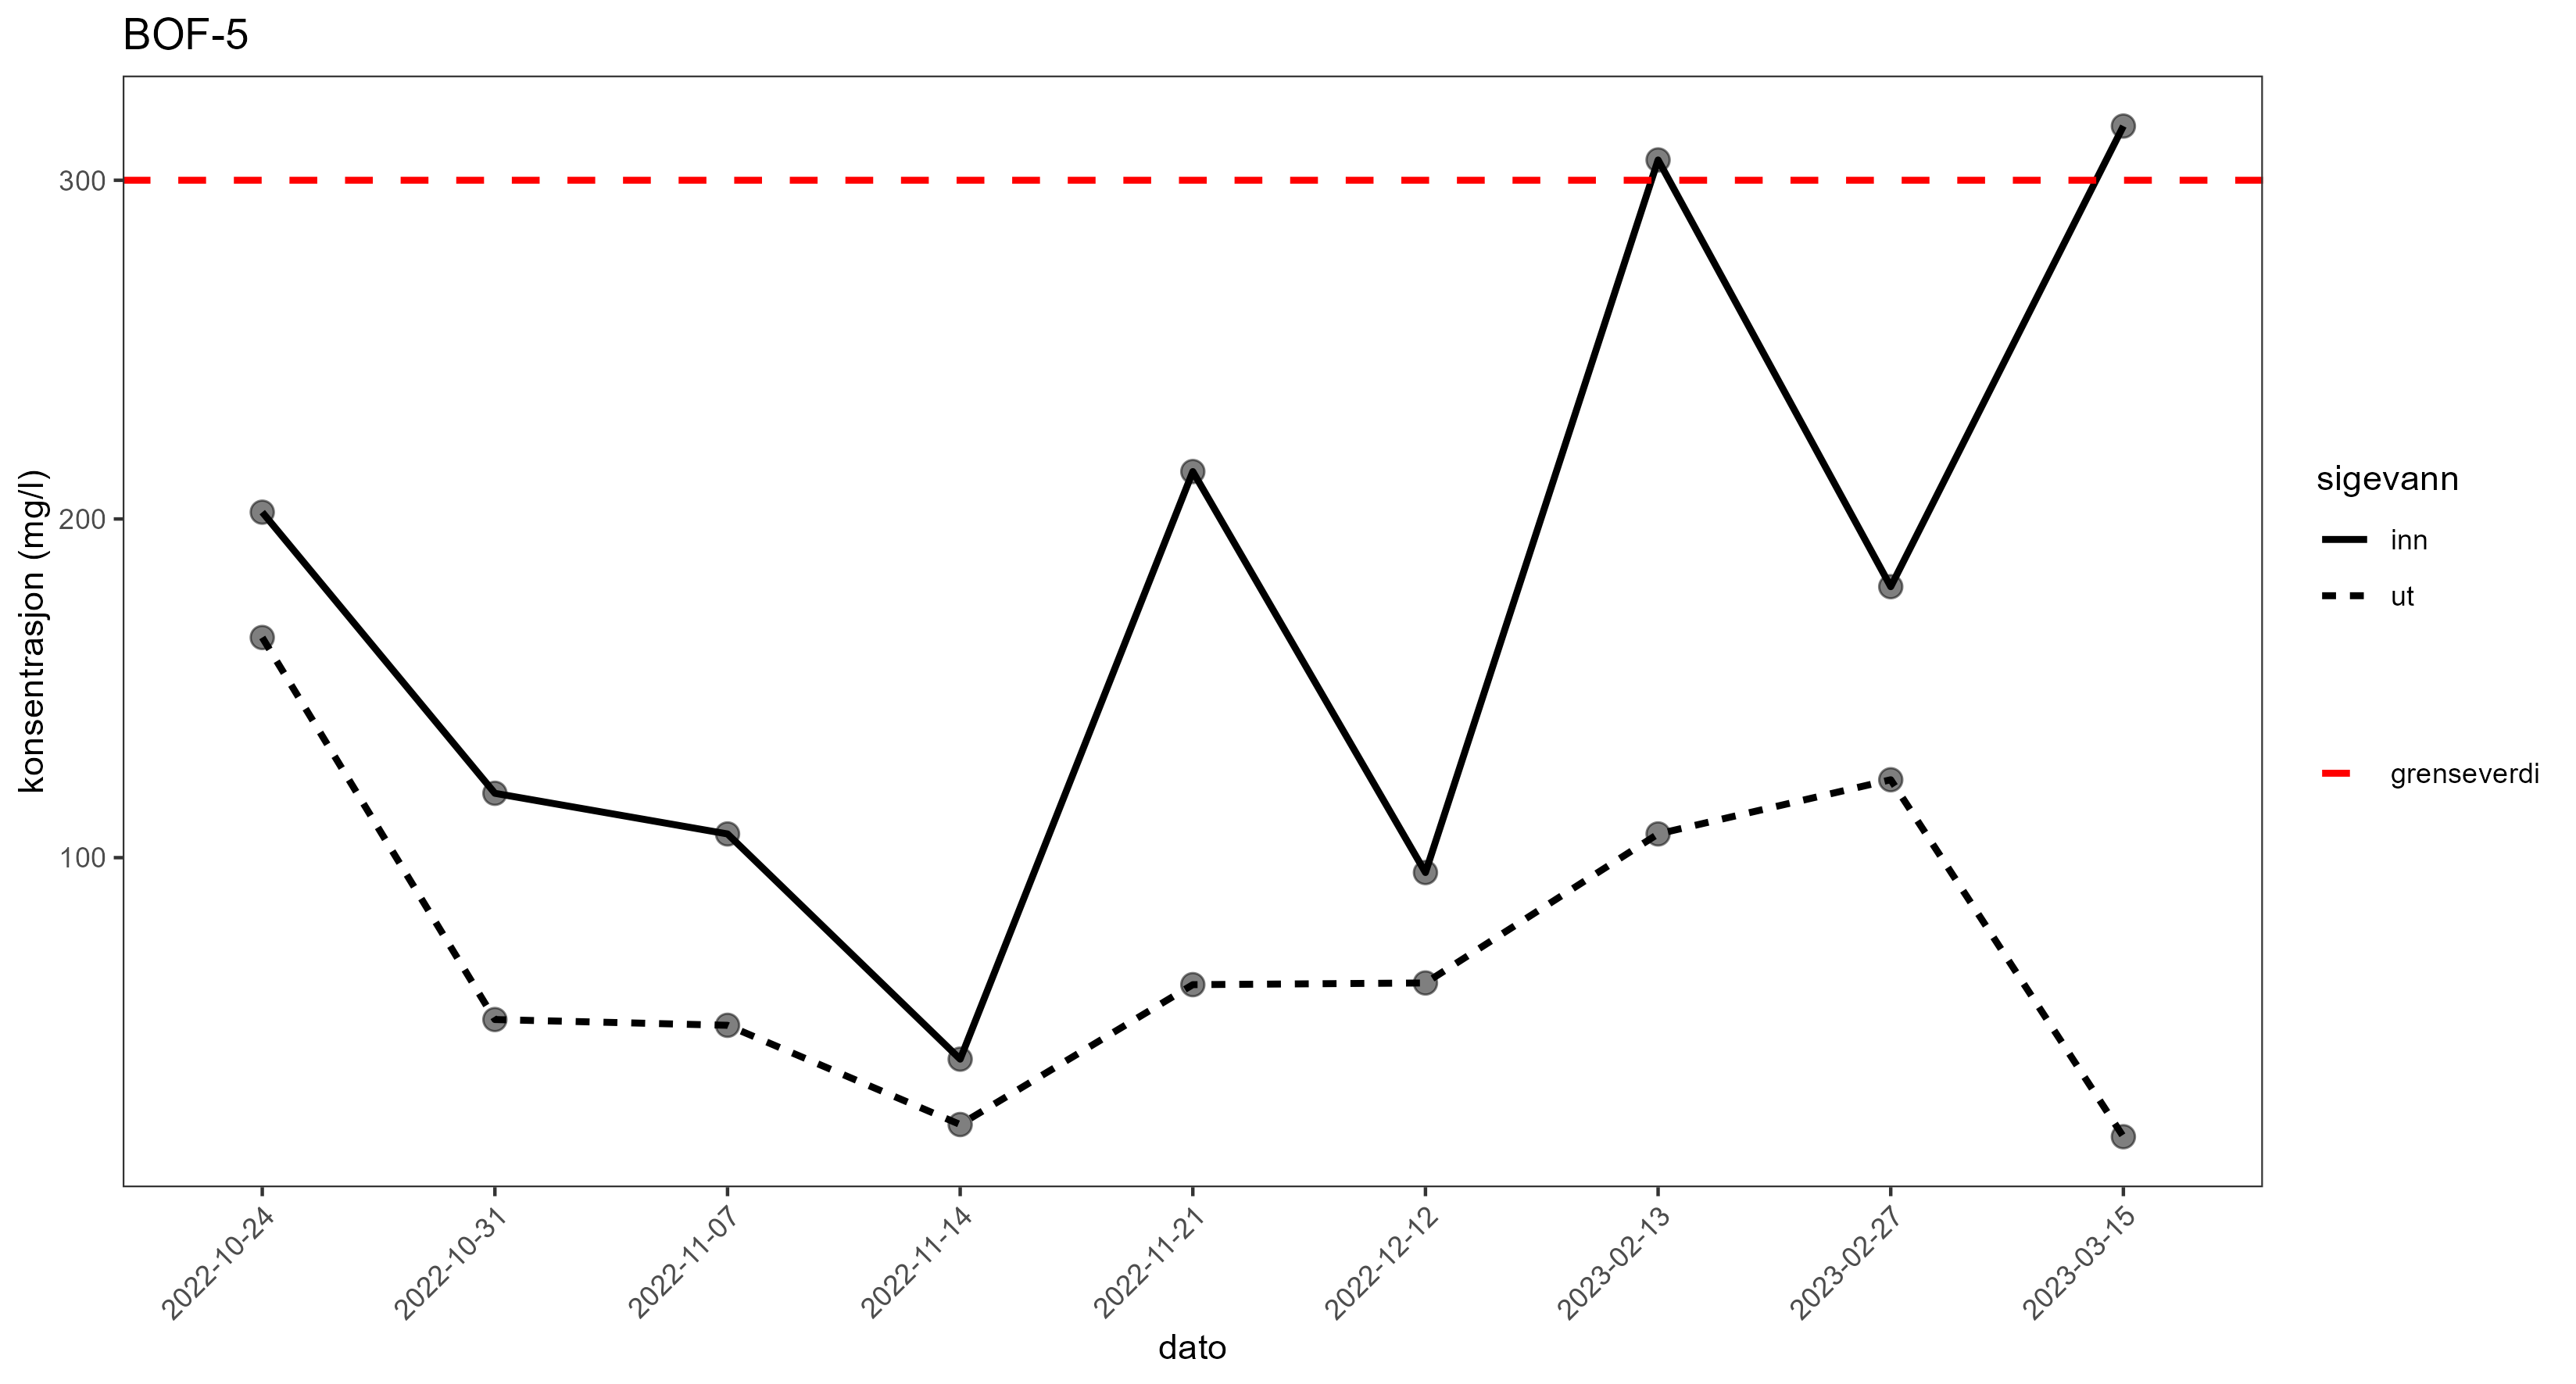 BOF-5
konsentrasjon (mg/l)
300
200
100
2022-10-24
2022-10-31
2022-11-07
2022-11-14
2022-11-21
2022-12-12
2023-02-13
2023-02-27
2023-03-15
dato
sigevann
inn
ut
grenseverdi